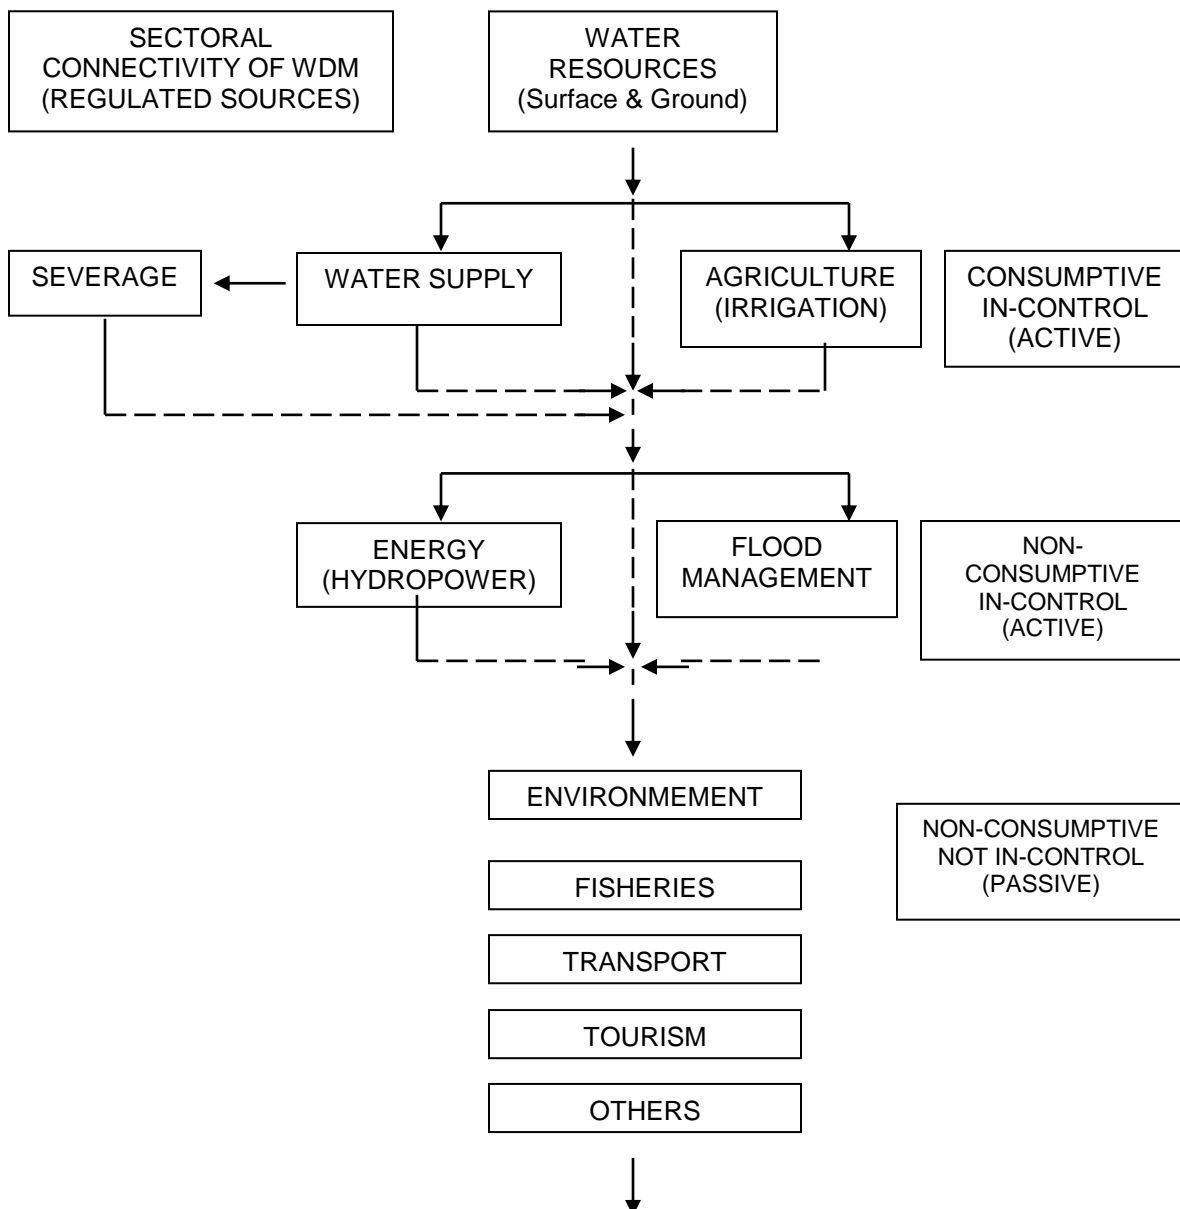 SECTORAL
CONNECTIVITY OF WDM
(REGULATED SOURCES)
WATER
RESOURCES
(Surface & Ground)
SEVERAGE
WATER SUPPLY
AGRICULTURE
(IRRIGATION)
CONSUMPTIVE
IN-CONTROL
(ACTIVE)
ENERGY
(HYDROPOWER)
FLOOD
MANAGEMENT
NON-
CONSUMPTIVE
IN-CONTROL
(ACTIVE)
ENVIRONMEMENT
NON-CONSUMPTIVE
NOT IN-CONTROL
(PASSIVE)
FISHERIES
TRANSPORT
TOURISM
OTHERS